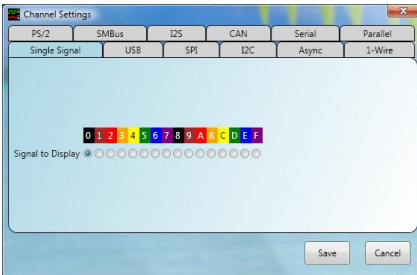 Channel Settings
PS/2 SMBus I2S CAN Serial Parallel
Single Signal USB SPI I2C Async 1-Wire
0 1 2 3 4 5 6 7 8 9 A B C D E F
Signal to Display
Save Cancel